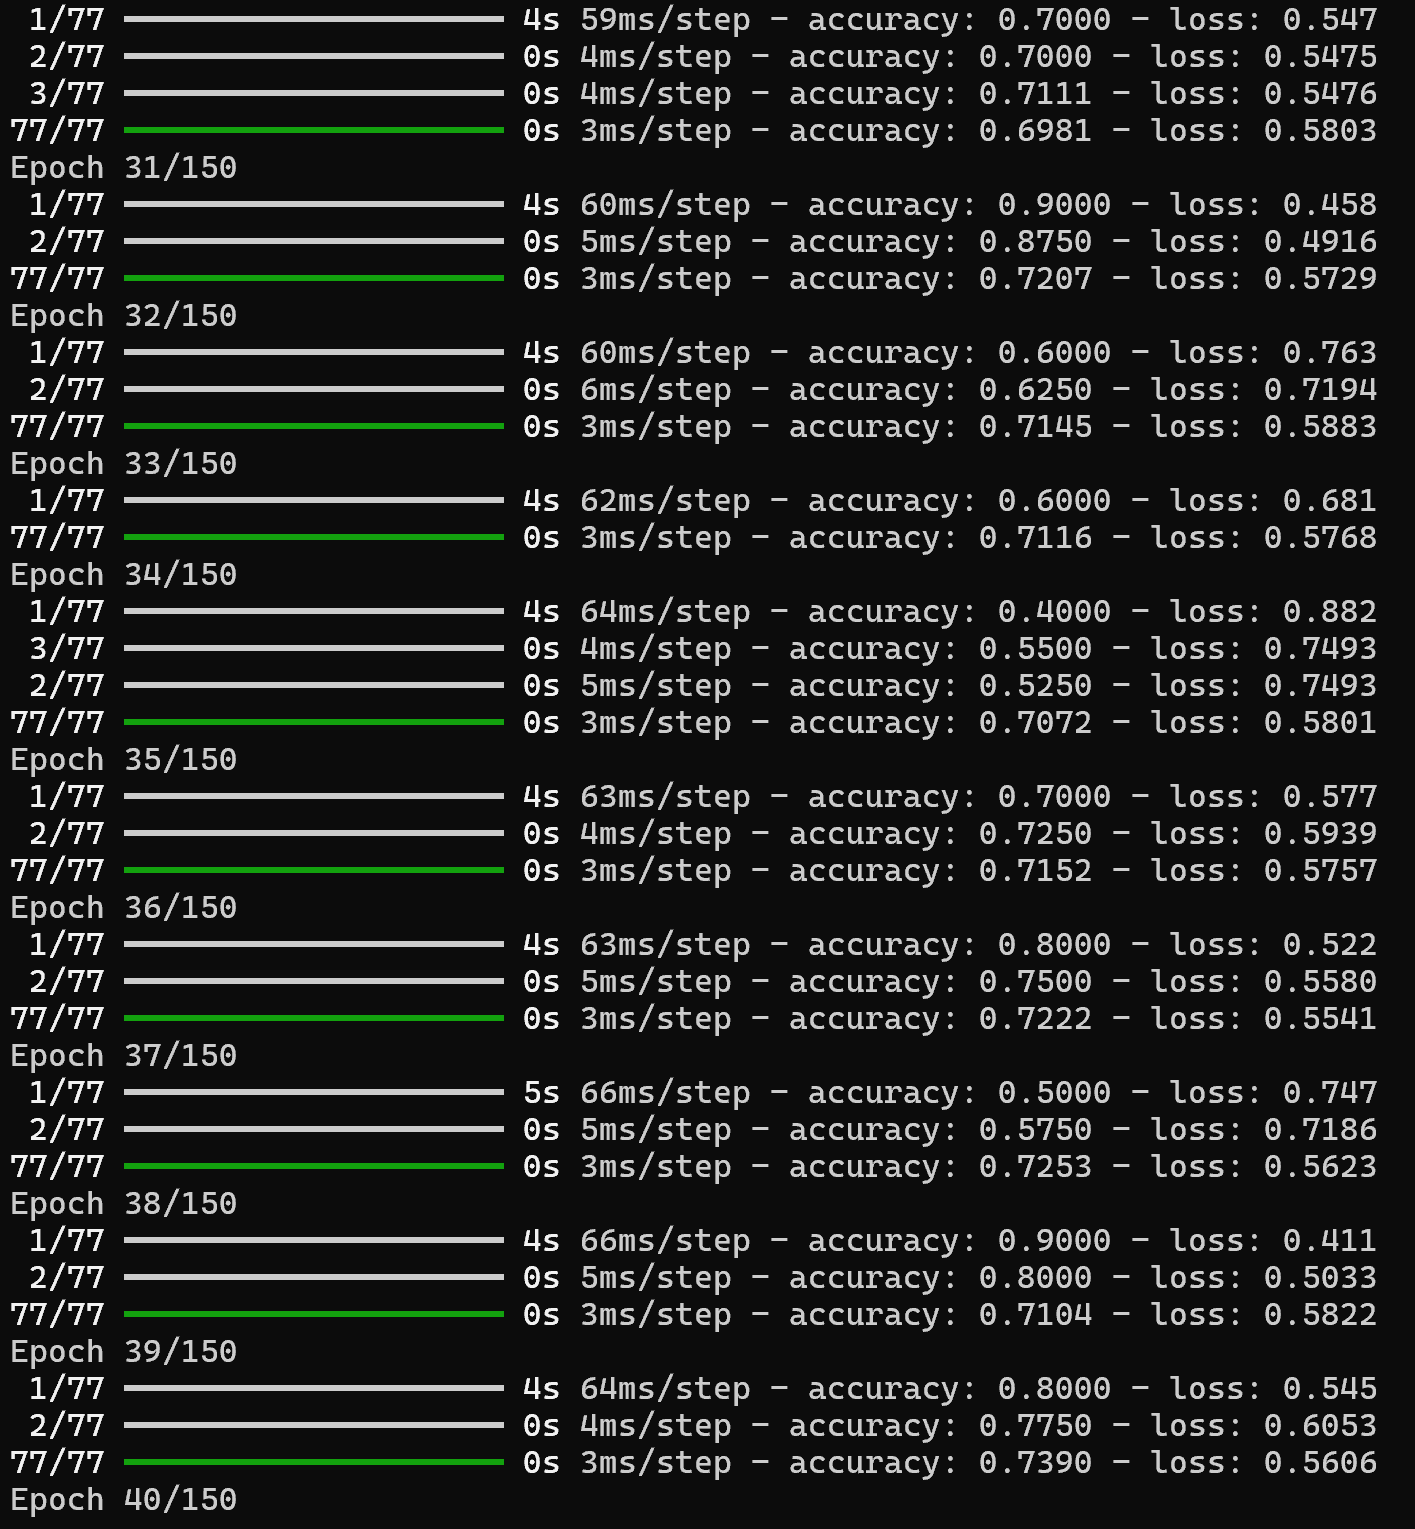 1/77 4s 59ms/step - accuracy: 0.7000 - loss: 0.547
2/77 0s 4ms/step - accuracy: 0.7000 - loss: 0.5475
3/77 0s 4ms/step - accuracy: 0.7111 - loss: 0.5476
77/77 0s 3ms/step - accuracy: 0.6981 - loss: 0.5803
Epoch 31/150
1/77 4s 60ms/step - accuracy: 0.9000 - loss: 0.458
2/77 0s 5ms/step - accuracy: 0.8750 - loss: 0.4916
77/77 0s 3ms/step - accuracy: 0.7207 - loss: 0.5729
Epoch 32/150
1/77 4s 60ms/step - accuracy: 0.6000 - loss: 0.763
2/77 0s 6ms/step - accuracy: 0.6250 - loss: 0.7194
77/77 0s 3ms/step - accuracy: 0.7145 - loss: 0.5883
Epoch 33/150
1/77 4s 62ms/step - accuracy: 0.6000 - loss: 0.681
77/77 0s 3ms/step - accuracy: 0.7116 - loss: 0.5768
Epoch 34/150
1/77 4s 64ms/step - accuracy: 0.4000 - loss: 0.882
3/77 0s 4ms/step - accuracy: 0.5500 - loss: 0.7493
2/77 0s 5ms/step - accuracy: 0.5250 - loss: 0.7493
77/77 0s 3ms/step - accuracy: 0.7072 - loss: 0.5801
Epoch 35/150
1/77 4s 63ms/step - accuracy: 0.7000 - loss: 0.577
2/77 0s 4ms/step - accuracy: 0.7250 - loss: 0.5939
77/77 0s 3ms/step - accuracy: 0.7152 - loss: 0.5757
Epoch 36/150
1/77 4s 63ms/step - accuracy: 0.8000 - loss: 0.522
2/77 0s 5ms/step - accuracy: 0.7500 - loss: 0.5580
77/77 0s 3ms/step - accuracy: 0.7222 - loss: 0.5541
Epoch 37/150
1/77 5s 66ms/step - accuracy: 0.5000 - loss: 0.747
2/77 0s 5ms/step - accuracy: 0.5750 - loss: 0.7186
77/77 0s 3ms/step - accuracy: 0.7253 - loss: 0.5623
Epoch 38/150
1/77 4s 66ms/step - accuracy: 0.9000 - loss: 0.411
2/77 0s 5ms/step - accuracy: 0.8000 - loss: 0.5033
77/77 0s 3ms/step - accuracy: 0.7104 - loss: 0.5822
Epoch 39/150
1/77 4s 64ms/step - accuracy: 0.8000 - loss: 0.545
2/77 0s 4ms/step - accuracy: 0.7750 - loss: 0.6053
77/77 0s 3ms/step - accuracy: 0.7390 - loss: 0.5606
Epoch 40/150